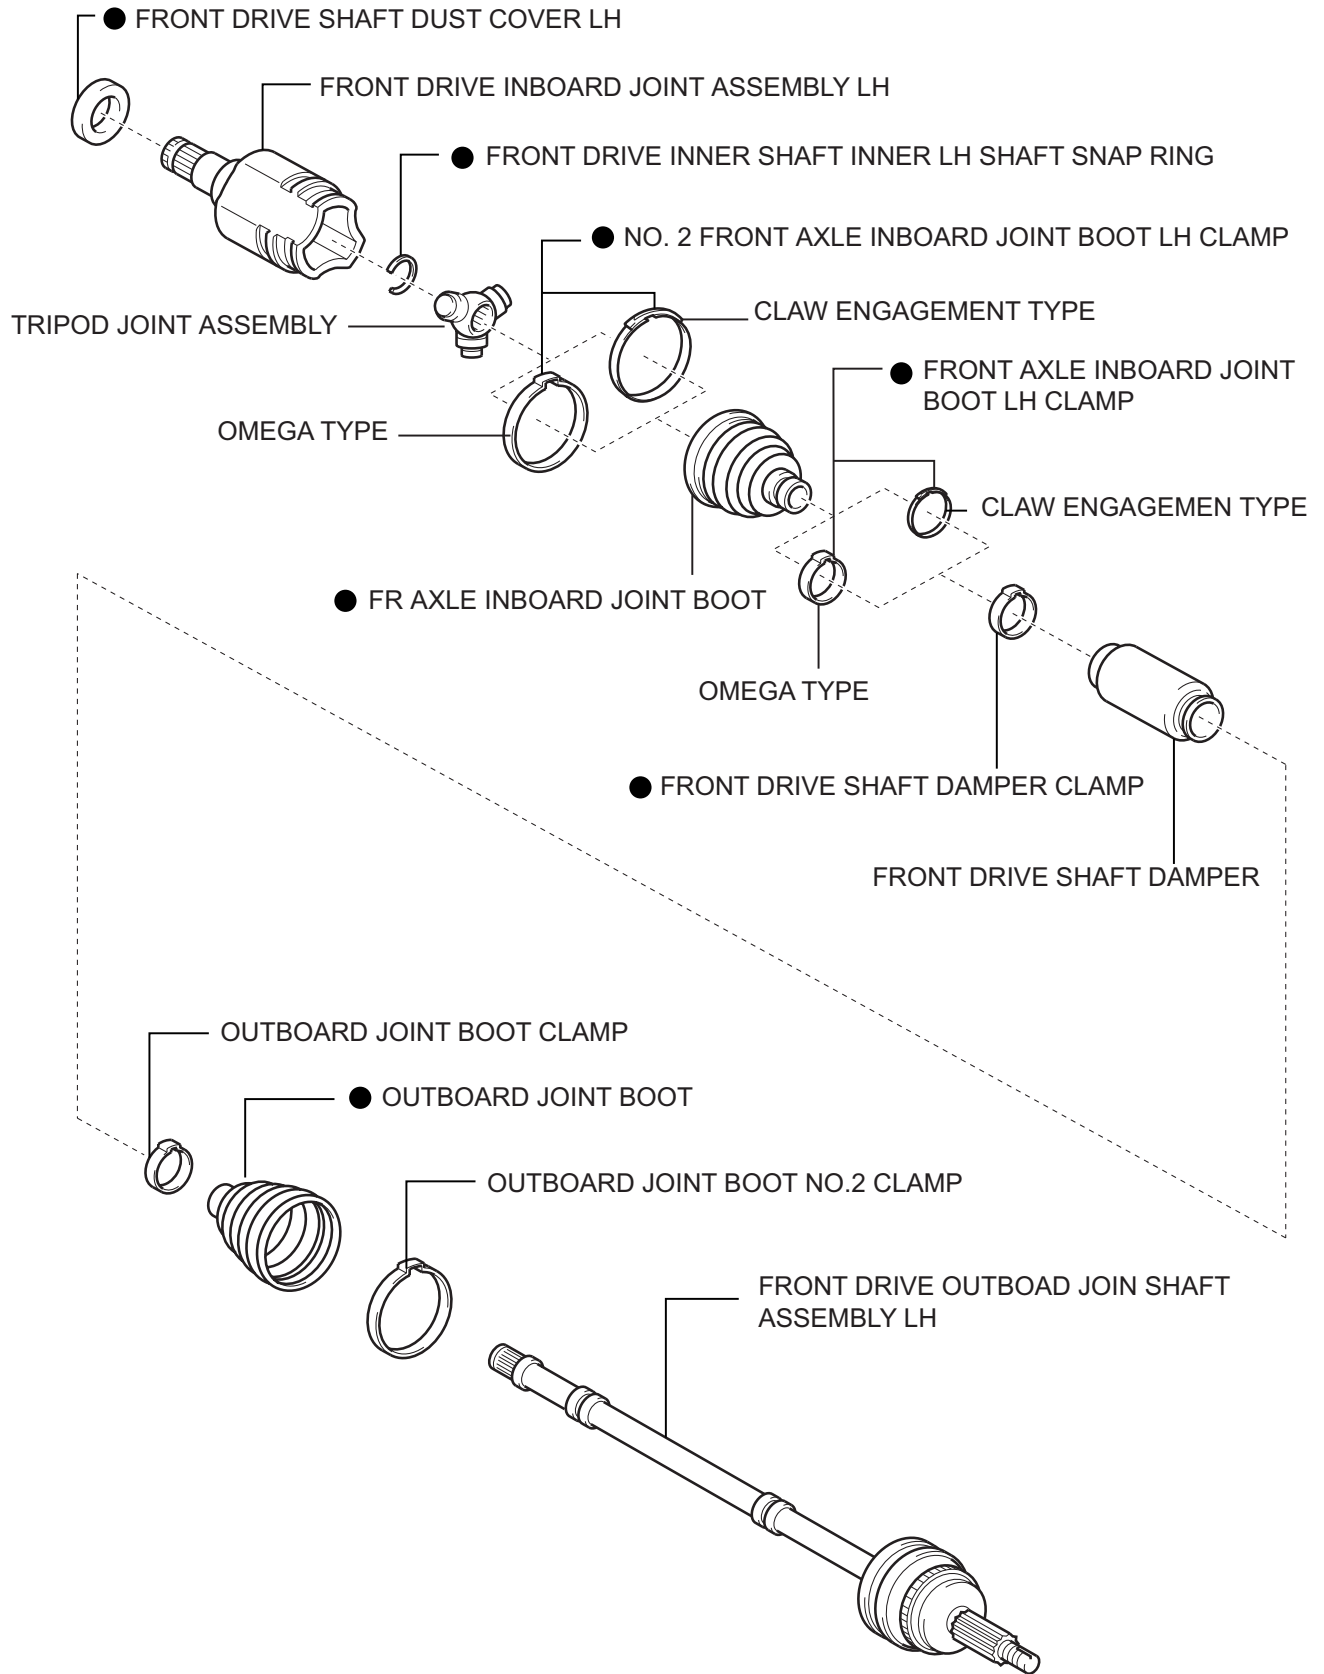 ● FRONT DRIVE SHAFT DUST COVER LH
FRONT DRIVE INBOARD JOINT ASSEMBLY LH
● FRONT DRIVE INNER SHAFT INNER LH SHAFT SNAP RING
● NO. 2 FRONT AXLE INBOARD JOINT BOOT LH CLAMP
CLAW ENGAGEMENT TYPE
TRIPOD JOINT ASSEMBLY
● FRONT AXLE INBOARD JOINT
BOOT LH CLAMP
OMEGA TYPE
CLAW ENGAGEMEN TYPE
● FR AXLE INBOARD JOINT BOOT
OMEGA TYPE
● FRONT DRIVE SHAFT DAMPER CLAMP
FRONT DRIVE SHAFT DAMPER
OUTBOARD JOINT BOOT CLAMP
● OUTBOARD JOINT BOOT
OUTBOARD JOINT BOOT NO.2 CLAMP
FRONT DRIVE OUTBOAD JOIN SHAFT
ASSEMBLY LH